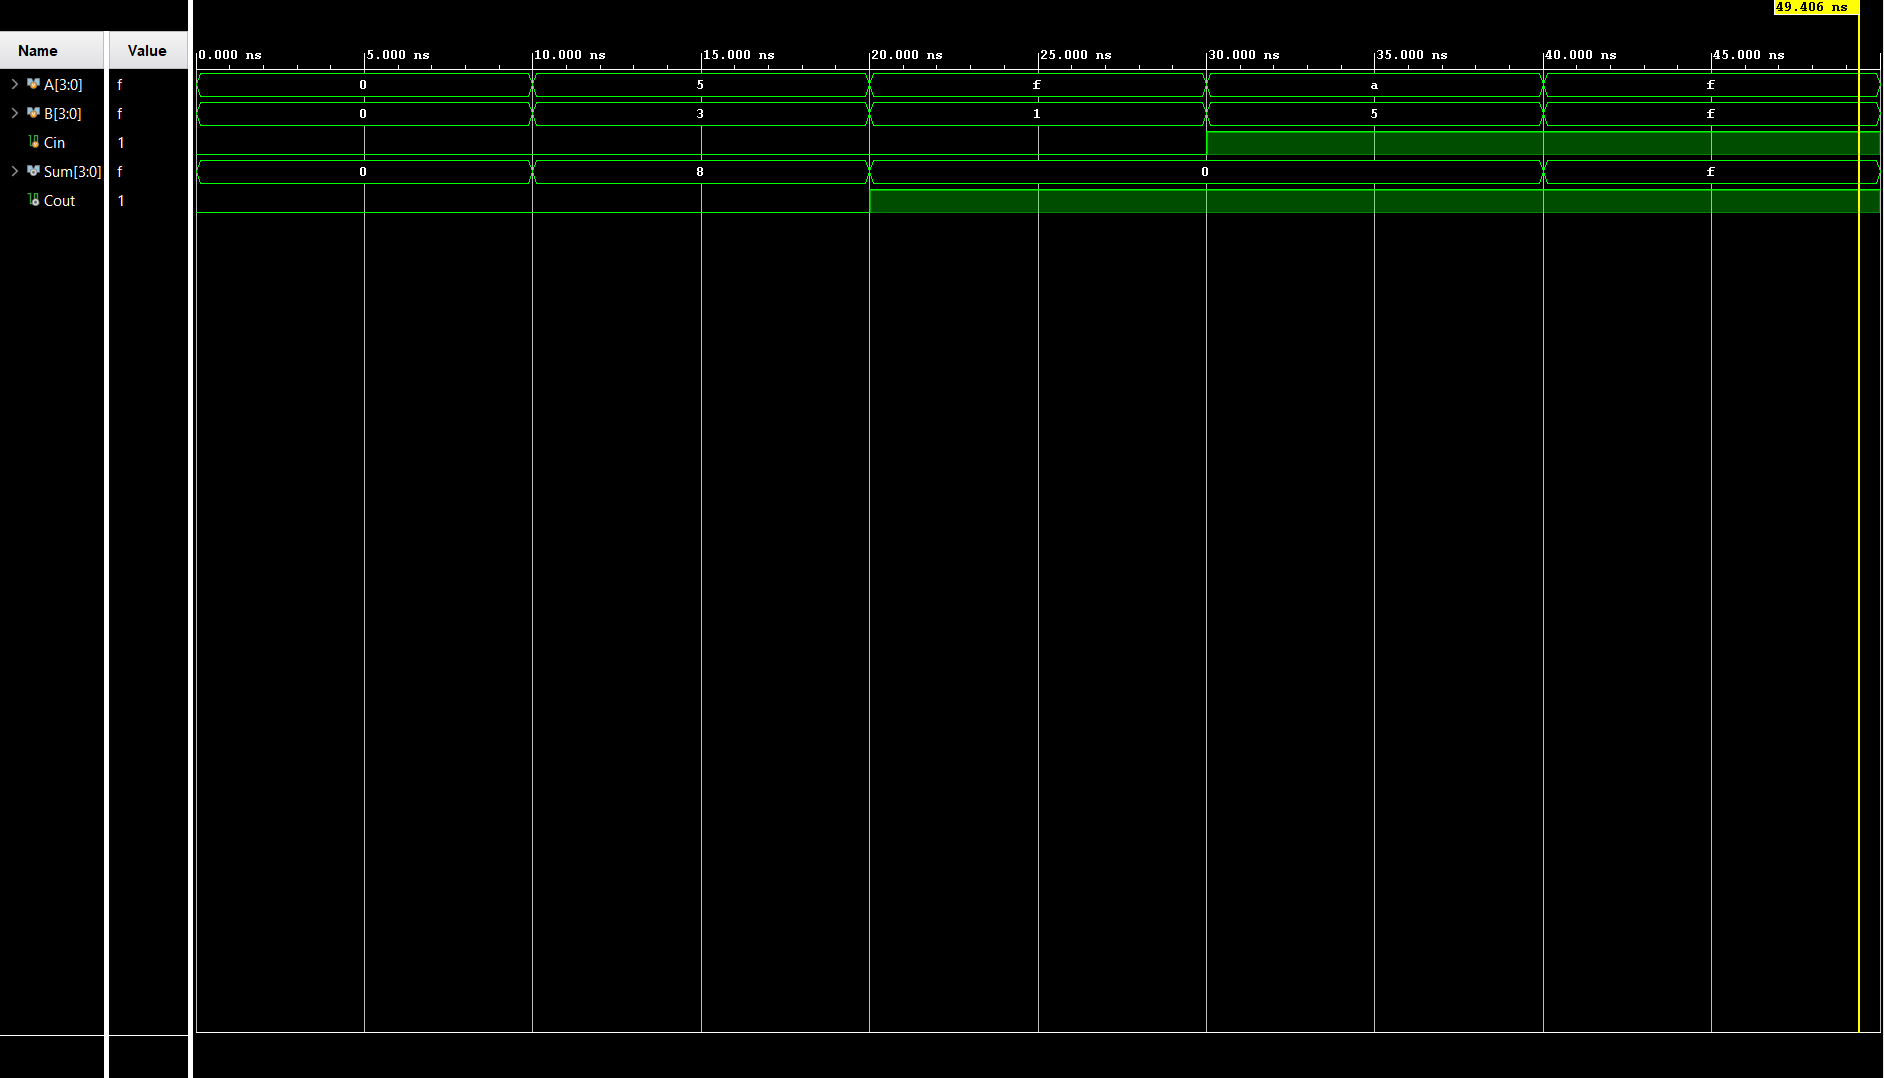 49.406 ns
Name Value 0.000 ns 5.000 ns 10.000 ns 15.000 ns 20.000 ns 25.000 ns 30.000 ns 35.000 ns 40.000 ns 45.000 ns
A[3:0] f 0 5 f a f
B[3:0] f 0 3 1 5 f
Cin 1
Sum[3:0] f 0 8 0 f
Cout 1